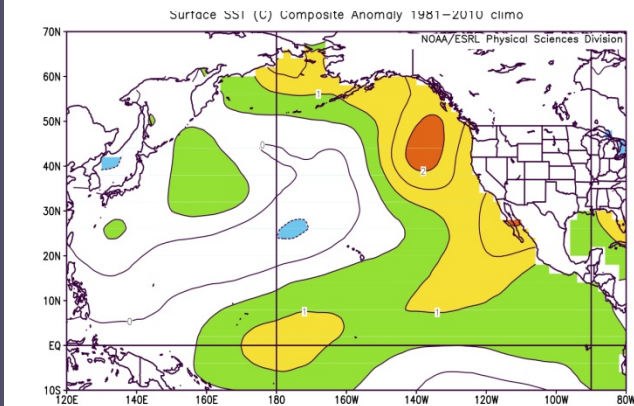 Surface SST (C) Composite Anomaly 1981-2010 climo
NOAA/ESRL Physical Sciences Division
70N
60N
50N
40N
30N
20N
10N
EQ
10S
1
0
2
1
0
1
1
120E 140E 160E 180 160W 140W 120W 100W 80W